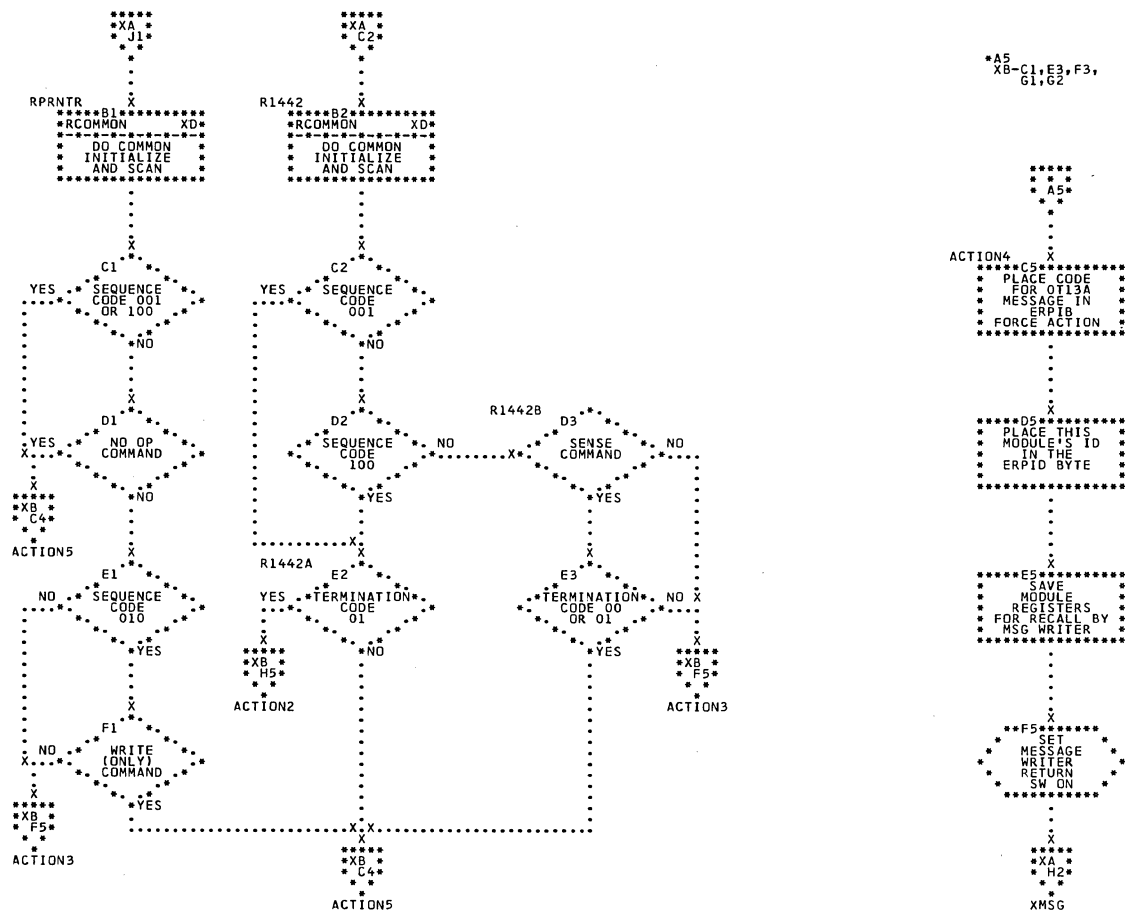 XA
J1
XA
C2
*A5
XB-C1,E3,F3,
G1,G2
RPRNTR
B1
RCOMMON XD
DO COMMON
INITIALIZE
AND SCAN
R1442
B2
RCOMMON XD
DO COMMON
INITIALIZE
AND SCAN
A5
C1
SEQUENCE
CODE 001
OR 100
YES
NO
C2
SEQUENCE
CODE
001
YES
NO
ACTION4
C5
PLACE CODE
FOR 0T13A
MESSAGE IN
ERPIB
FORCE ACTION
D1
NO OP
COMMAND
YES
NO
D2
SEQUENCE
CODE
100
NO
YES
R1442B
D3
SENSE
COMMAND
NO
YES
D5
PLACE THIS
MODULE'S ID
IN THE
ERPID BYTE
XB
C4
ACTION5
E1
SEQUENCE
CODE
010
NO
YES
R1442A
E2
TERMINATION
CODE
01
YES
NO
E3
TERMINATION
CODE 00
OR 01
NO
YES
E5
SAVE
MODULE
REGISTERS
FOR RECALL BY
MSG WRITER
XB
H5
ACTION2
XB
F5
ACTION3
F1
WRITE
(ONLY)
COMMAND
NO
YES
F5
SET
MESSAGE
WRITER
RETURN
SW ON
XB
F5
ACTION3
XB
C4
ACTION5
XA
H2
XMSG